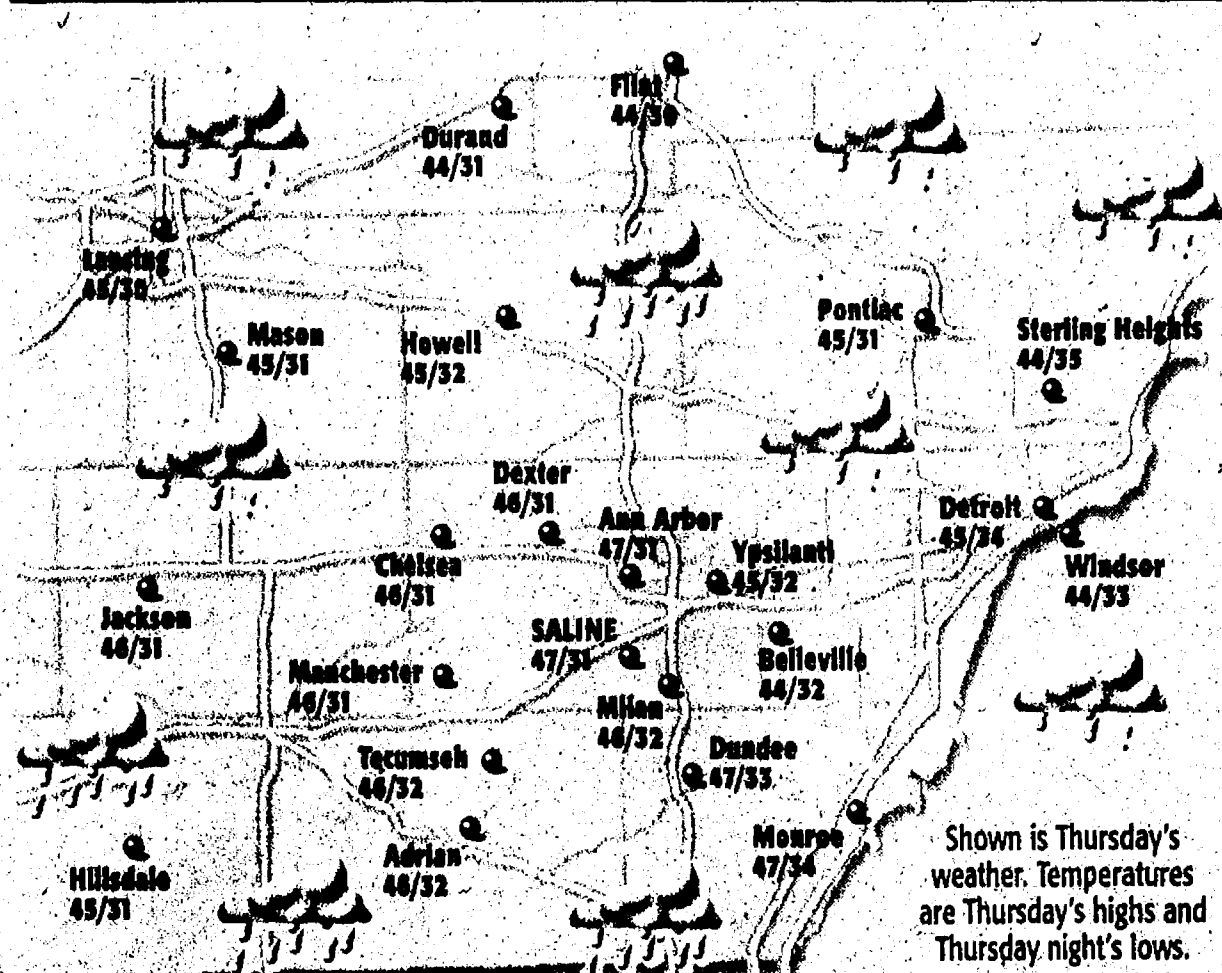 Flint
44/30
Durand
44/31
Lansing
45/30
Mason
45/31
Howell
45/32
Pontiac
45/31
Sterling Heights
44/35
Dexter
46/31
Ann Arbor
47/31
Detroit
45/34
Chelsea
46/31
Ypsilanti
45/32
Windsor
44/33
Jackson
46/31
SALINE
47/31
Belleville
44/32
Manchester
46/31
Milan
46/32
Tecumseh
46/32
Dundee
47/33
Monroe
47/34
Adrian
46/32
Hillsdale
45/31
Shown is Thursday's
weather. Temperatures
are Thursday's highs and
Thursday night's lows.